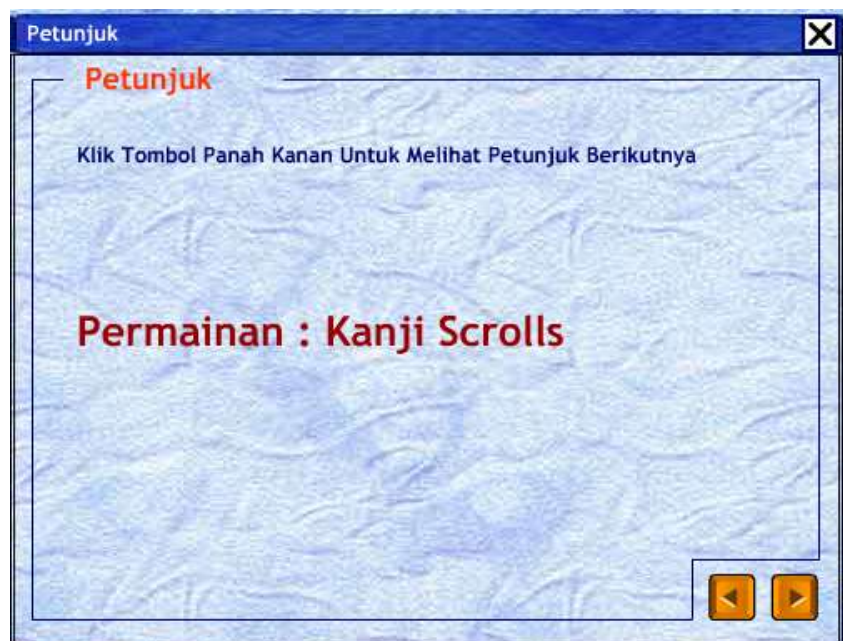 Petunjuk
Petunjuk
Klik Tombol Panah Kanan Untuk Melihat Petunjuk Berikutnya
Permainan : Kanji Scrolls